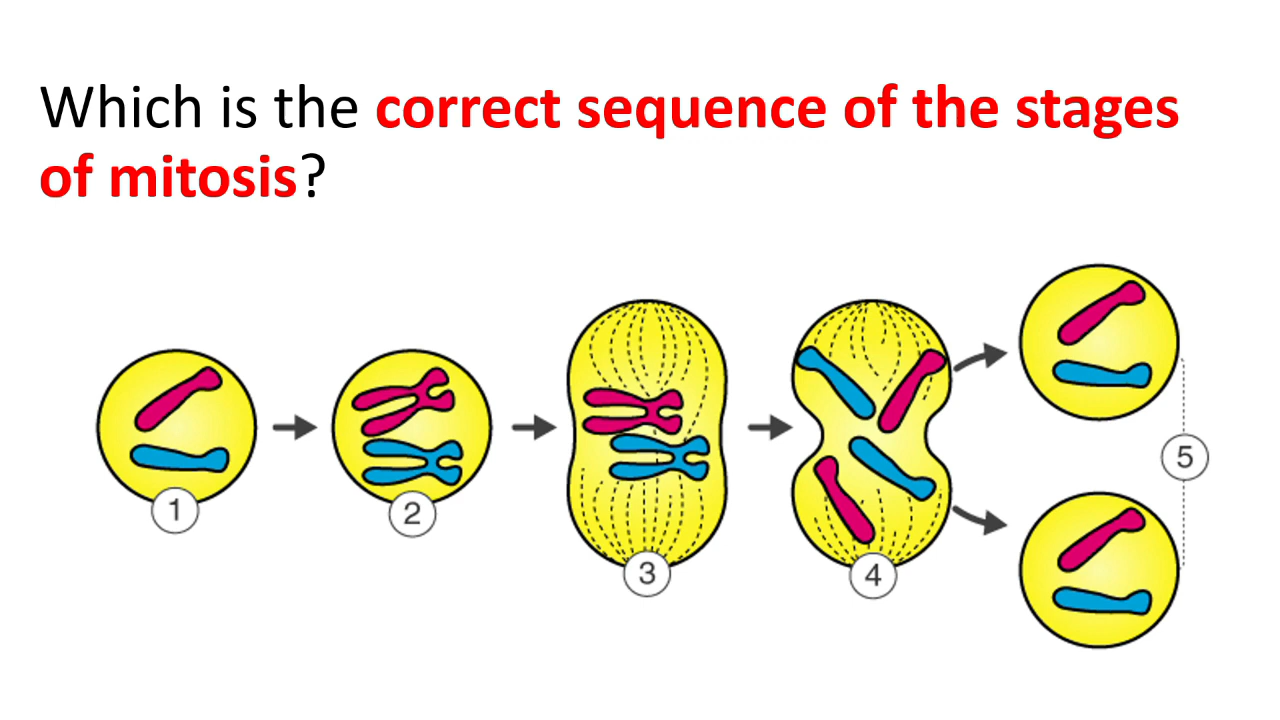 Which is the correct sequence of the stages
of mitosis?
1
2
3
4
5